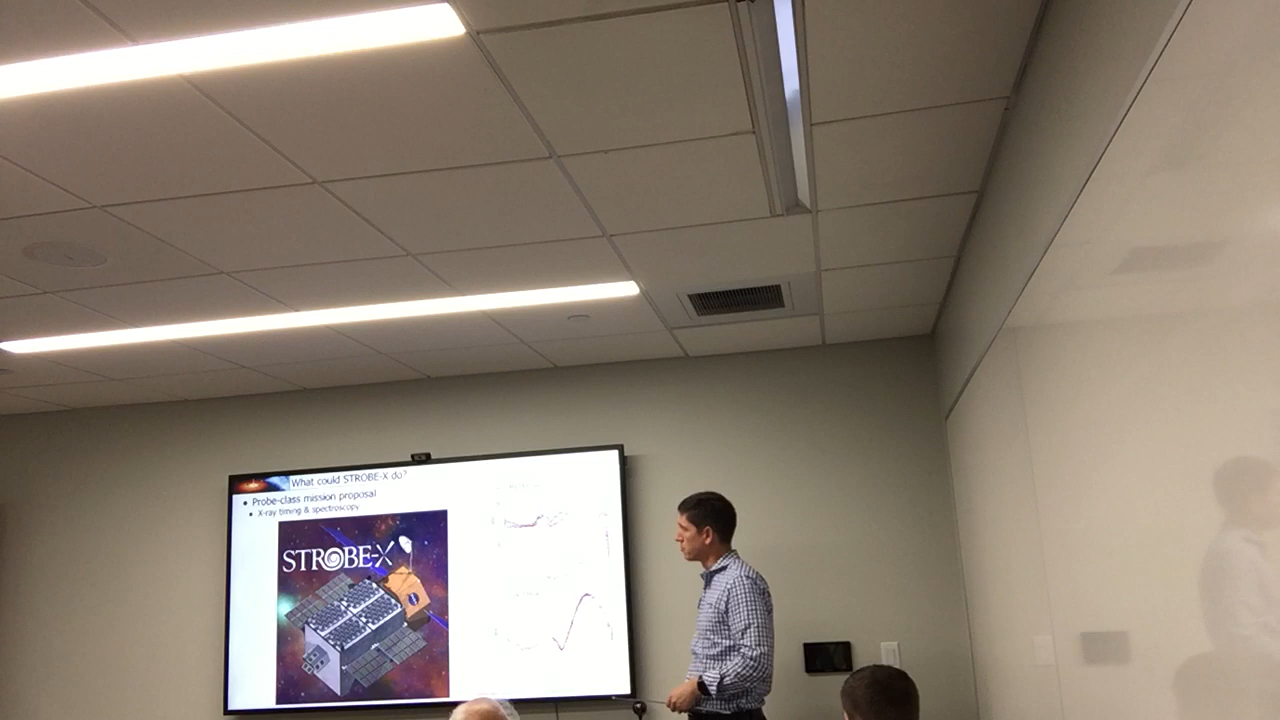 What could STROBE-X do?
• Probe-class mission proposal
• X-ray timing & spectroscopy
STROBE-X